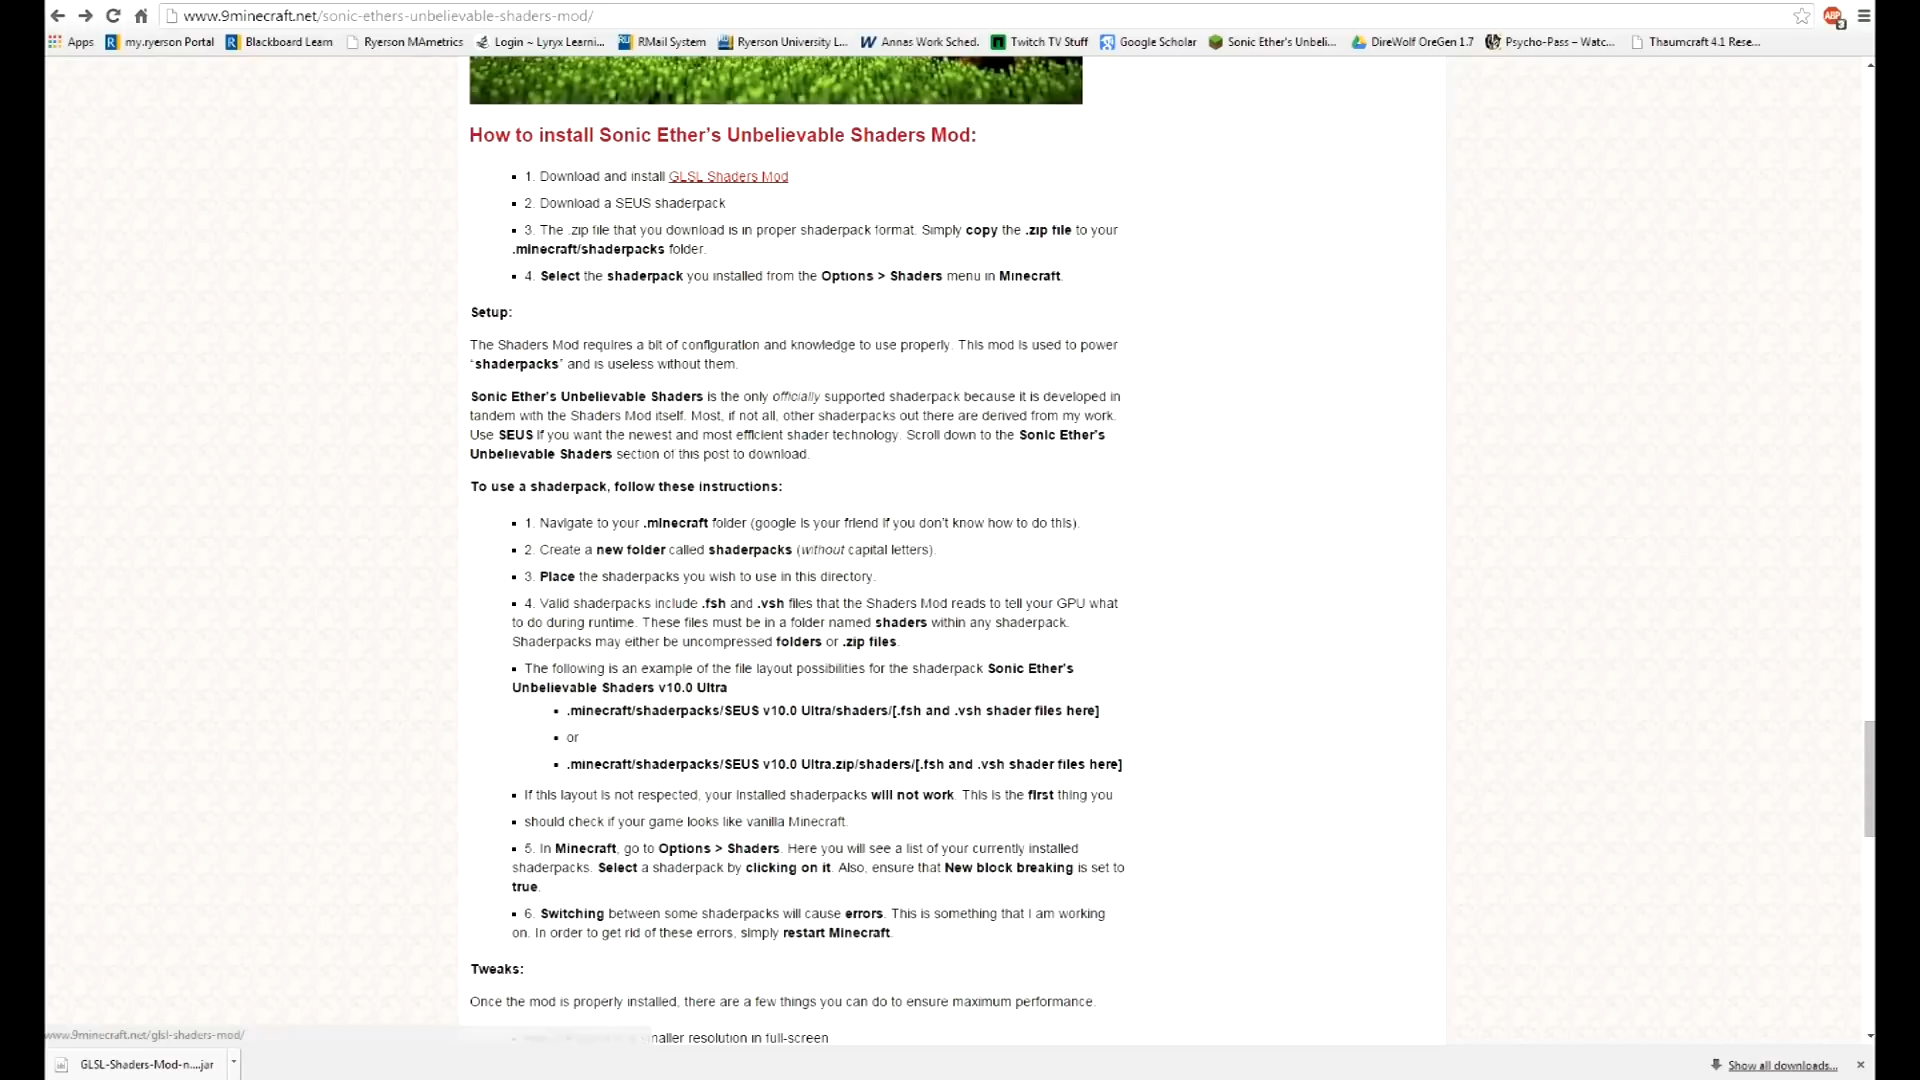 www.9minecraft.net/sonic-ethers-unbelievable-shaders-mod/
ABP
3
Apps my.ryerson Portal Blackboard Learn Ryerson MAmetrics Login ~ Lyryx Learni... RMail System Ryerson University L... Annas Work Sched. Twitch TV Stuff Google Scholar Sonic Ether's Unbeli... DireWolf OreGen 1.7 Psycho-Pass – Watc... Thaumcraft 4.1 Rese...
How to install Sonic Ether's Unbelievable Shaders Mod:
1. Download and install GLSL Shaders Mod
2. Download a SEUS shaderpack
3. The .zip file that you download is in proper shaderpack format. Simply copy the .zip file to your
.minecraft/shaderpacks folder.
4. Select the shaderpack you installed from the Options > Shaders menu in Minecraft.
Setup:
The Shaders Mod requires a bit of configuration and knowledge to use properly. This mod is used to power
“shaderpacks” and is useless without them.
Sonic Ether's Unbelievable Shaders is the only officially supported shaderpack because it is developed in
tandem with the Shaders Mod itself. Most, if not all, other shaderpacks out there are derived from my work.
Use SEUS if you want the newest and most efficient shader technology. Scroll down to the Sonic Ether's
Unbelievable Shaders section of this post to download.
To use a shaderpack, follow these instructions:
1. Navigate to your .minecraft folder (google is your friend if you don't know how to do this).
2. Create a new folder called shaderpacks (without capital letters).
3. Place the shaderpacks you wish to use in this directory.
4. Valid shaderpacks include .fsh and .vsh files that the Shaders Mod reads to tell your GPU what
to do during runtime. These files must be in a folder named shaders within any shaderpack.
Shaderpacks may either be uncompressed folders or .zip files.
The following is an example of the file layout possibilities for the shaderpack Sonic Ether's
Unbelievable Shaders v10.0 Ultra
.minecraft/shaderpacks/SEUS v10.0 Ultra/shaders/[.fsh and .vsh shader files here]
or
.minecraft/shaderpacks/SEUS v10.0 Ultra.zip/shaders/[.fsh and .vsh shader files here]
If this layout is not respected, your installed shaderpacks will not work. This is the first thing you
should check if your game looks like vanilla Minecraft.
5. In Minecraft, go to Options > Shaders. Here you will see a list of your currently installed
shaderpacks. Select a shaderpack by clicking on it. Also, ensure that New block breaking is set to
true.
6. Switching between some shaderpacks will cause errors. This is something that I am working
on. In order to get rid of these errors, simply restart Minecraft.
Tweaks:
Once the mod is properly installed, there are a few things you can do to ensure maximum performance.
www.9minecraft.net/glsl-shaders-mod/
resolution in full-screen
GLSL-Shaders-Mod-n....jar
Show all downloads...